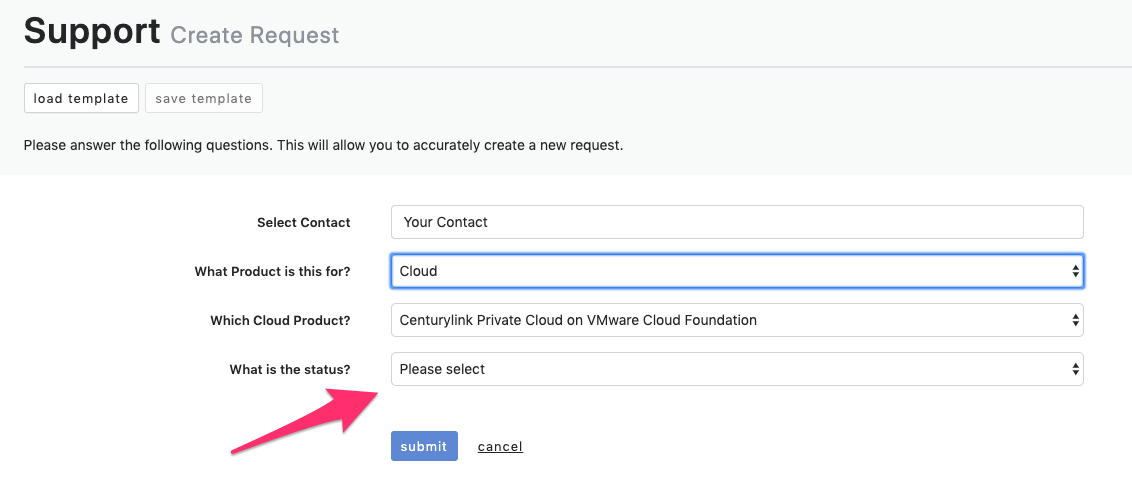 Support Create Request
load template save template
Please answer the following questions. This will allow you to accurately create a new request.
Select Contact Your Contact
What Product is this for? Cloud
Which Cloud Product? Centurylink Private Cloud on VMware Cloud Foundation
What is the status? Please select
submit cancel